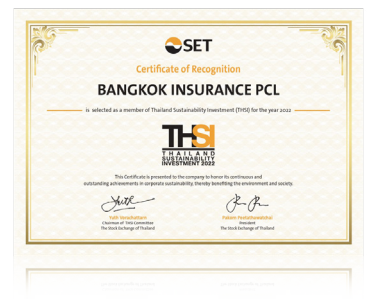 SET
Certificate of Recognition
BANGKOK INSURANCE PCL
is selected as a member of Thailand Sustainability Investment (THSI) for the year 2022
THSI
THAILAND
SUSTAINABILITY
INVESTMENT 2022
This Certificate is presented to the company to honor its continuous and
outstanding achievements in corporate sustainability, thereby benefiting the environment and society.
Chairman of THSI Committee
The Stock Exchange of Thailand
Pakorn Peetathawatchai
President
The Stock Exchange of Thailand